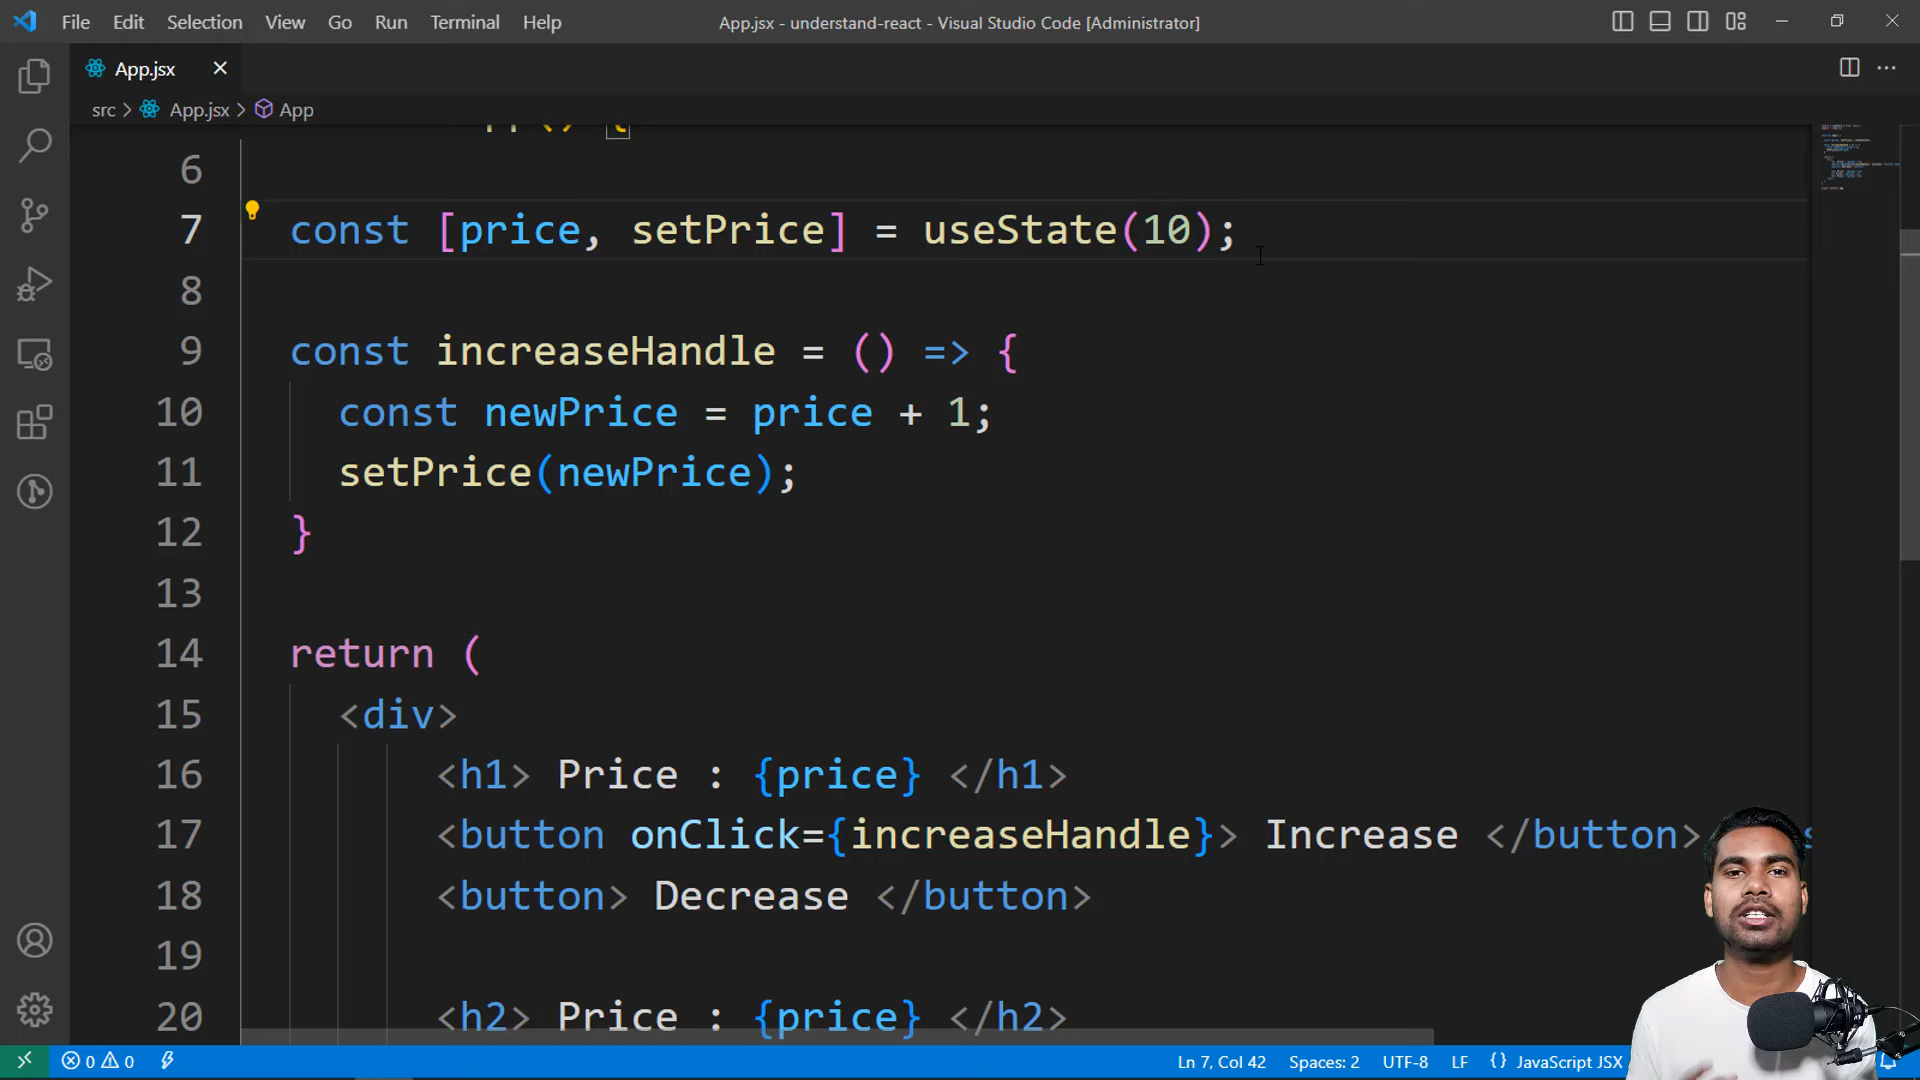 File Edit Selection View Go Run Terminal Help App.jsx - understand-react - Visual Studio Code [Administrator]
App.jsx
src > App.jsx > App
6
7 const [price, setPrice] = useState(10);
8
9 const increaseHandle = () => {
10 const newPrice = price + 1;
11 setPrice(newPrice);
12 }
13
14 return (
15 <div>
16 <h1> Price : {price} </h1>
17 <button onClick={increaseHandle}> Increase </button>
18 <button> Decrease </button>
19
20 <h2> Price : {price} </h2>
0 0 Ln 7, Col 42 Spaces: 2 UTF-8 LF {} JavaScript JSX